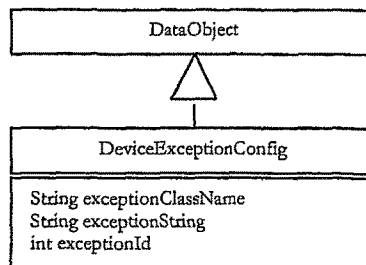 DataObject
DeviceExceptionConfig
String exceptionClassName
String exceptionString
int exceptionId